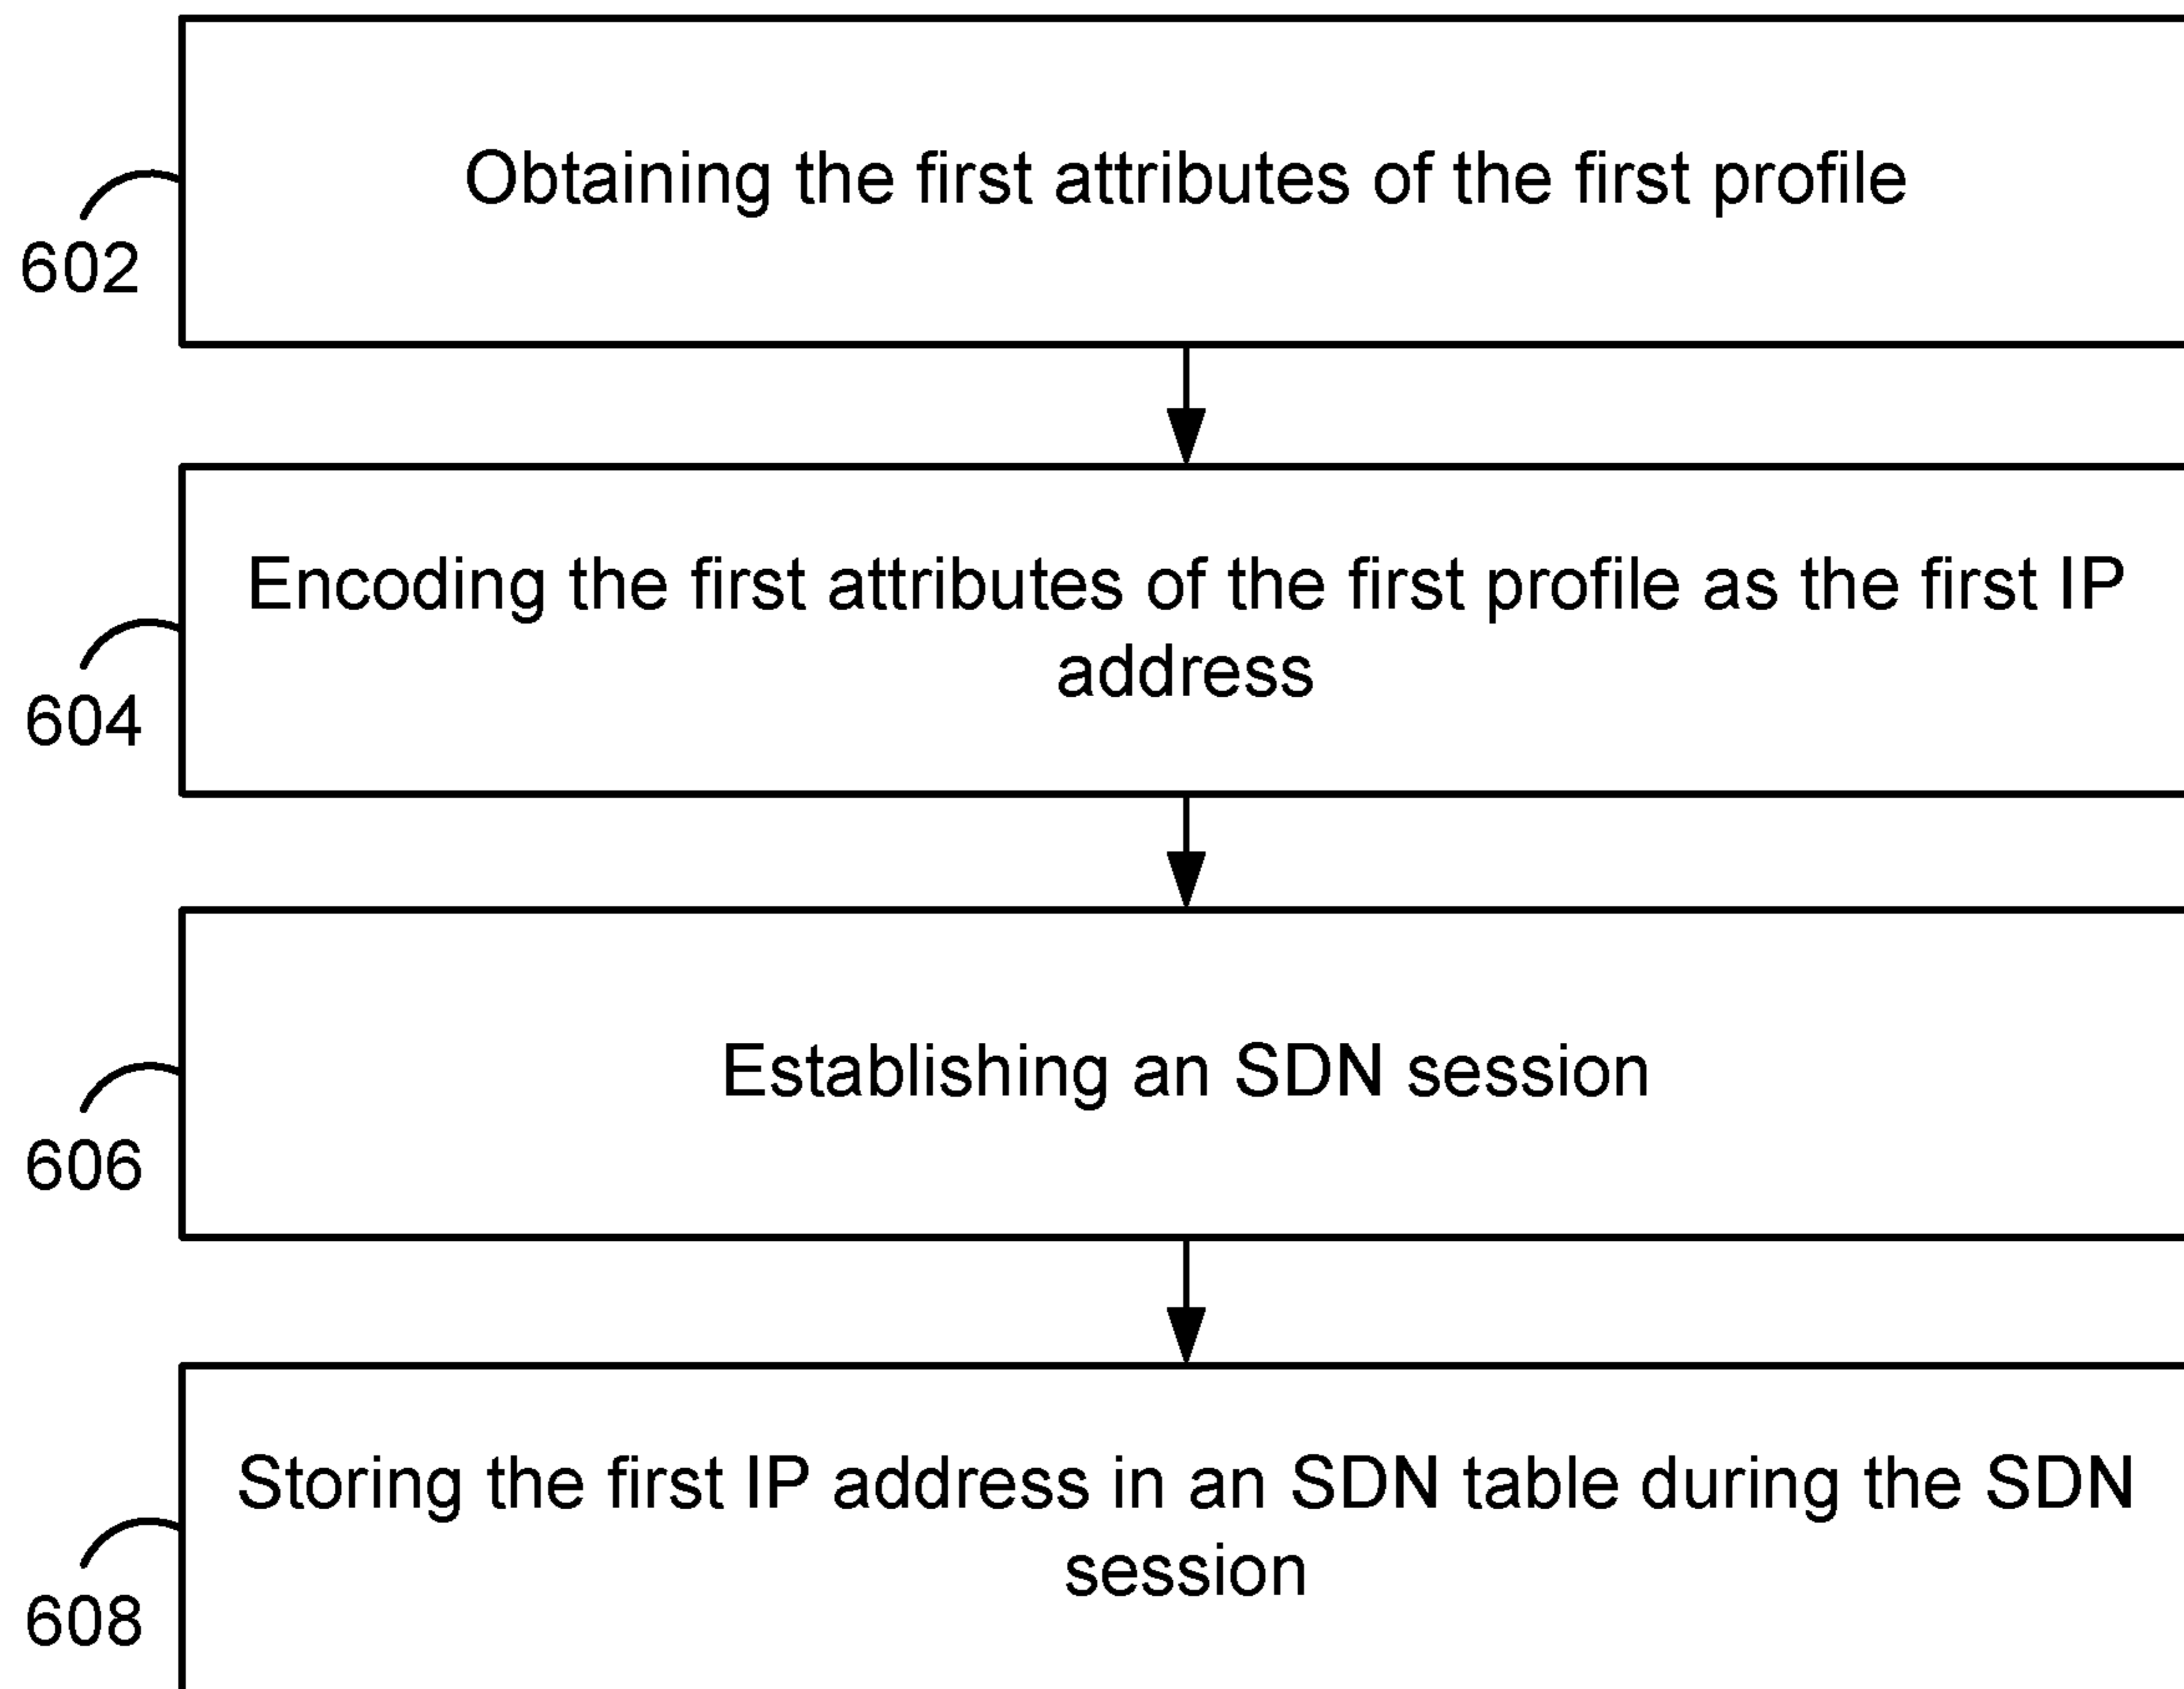 Obtaining the first attributes of the first profile
602
Encoding the first attributes of the first profile as the first IP
address
604
Establishing an SDN session
606
Storing the first IP address in an SDN table during the SDN
session
608